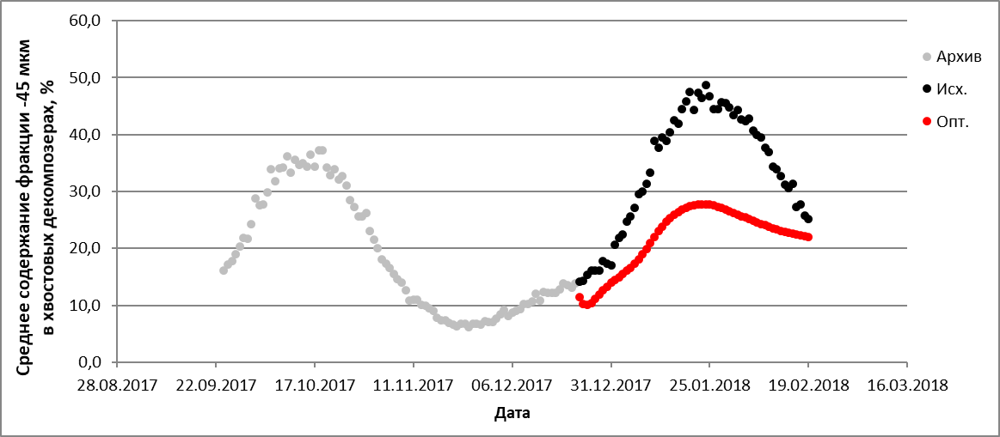 Среднее содержание фракции -45 мкм
в хвостовых декомпозерах, %
60,0
50,0
40,0
30,0
20,0
10,0
0,0
28.08.2017
22.09.2017
17.10.2017
11.11.2017
06.12.2017
31.12.2017
25.01.2018
19.02.2018
16.03.2018
Дата
Архив
Исх.
Опт.